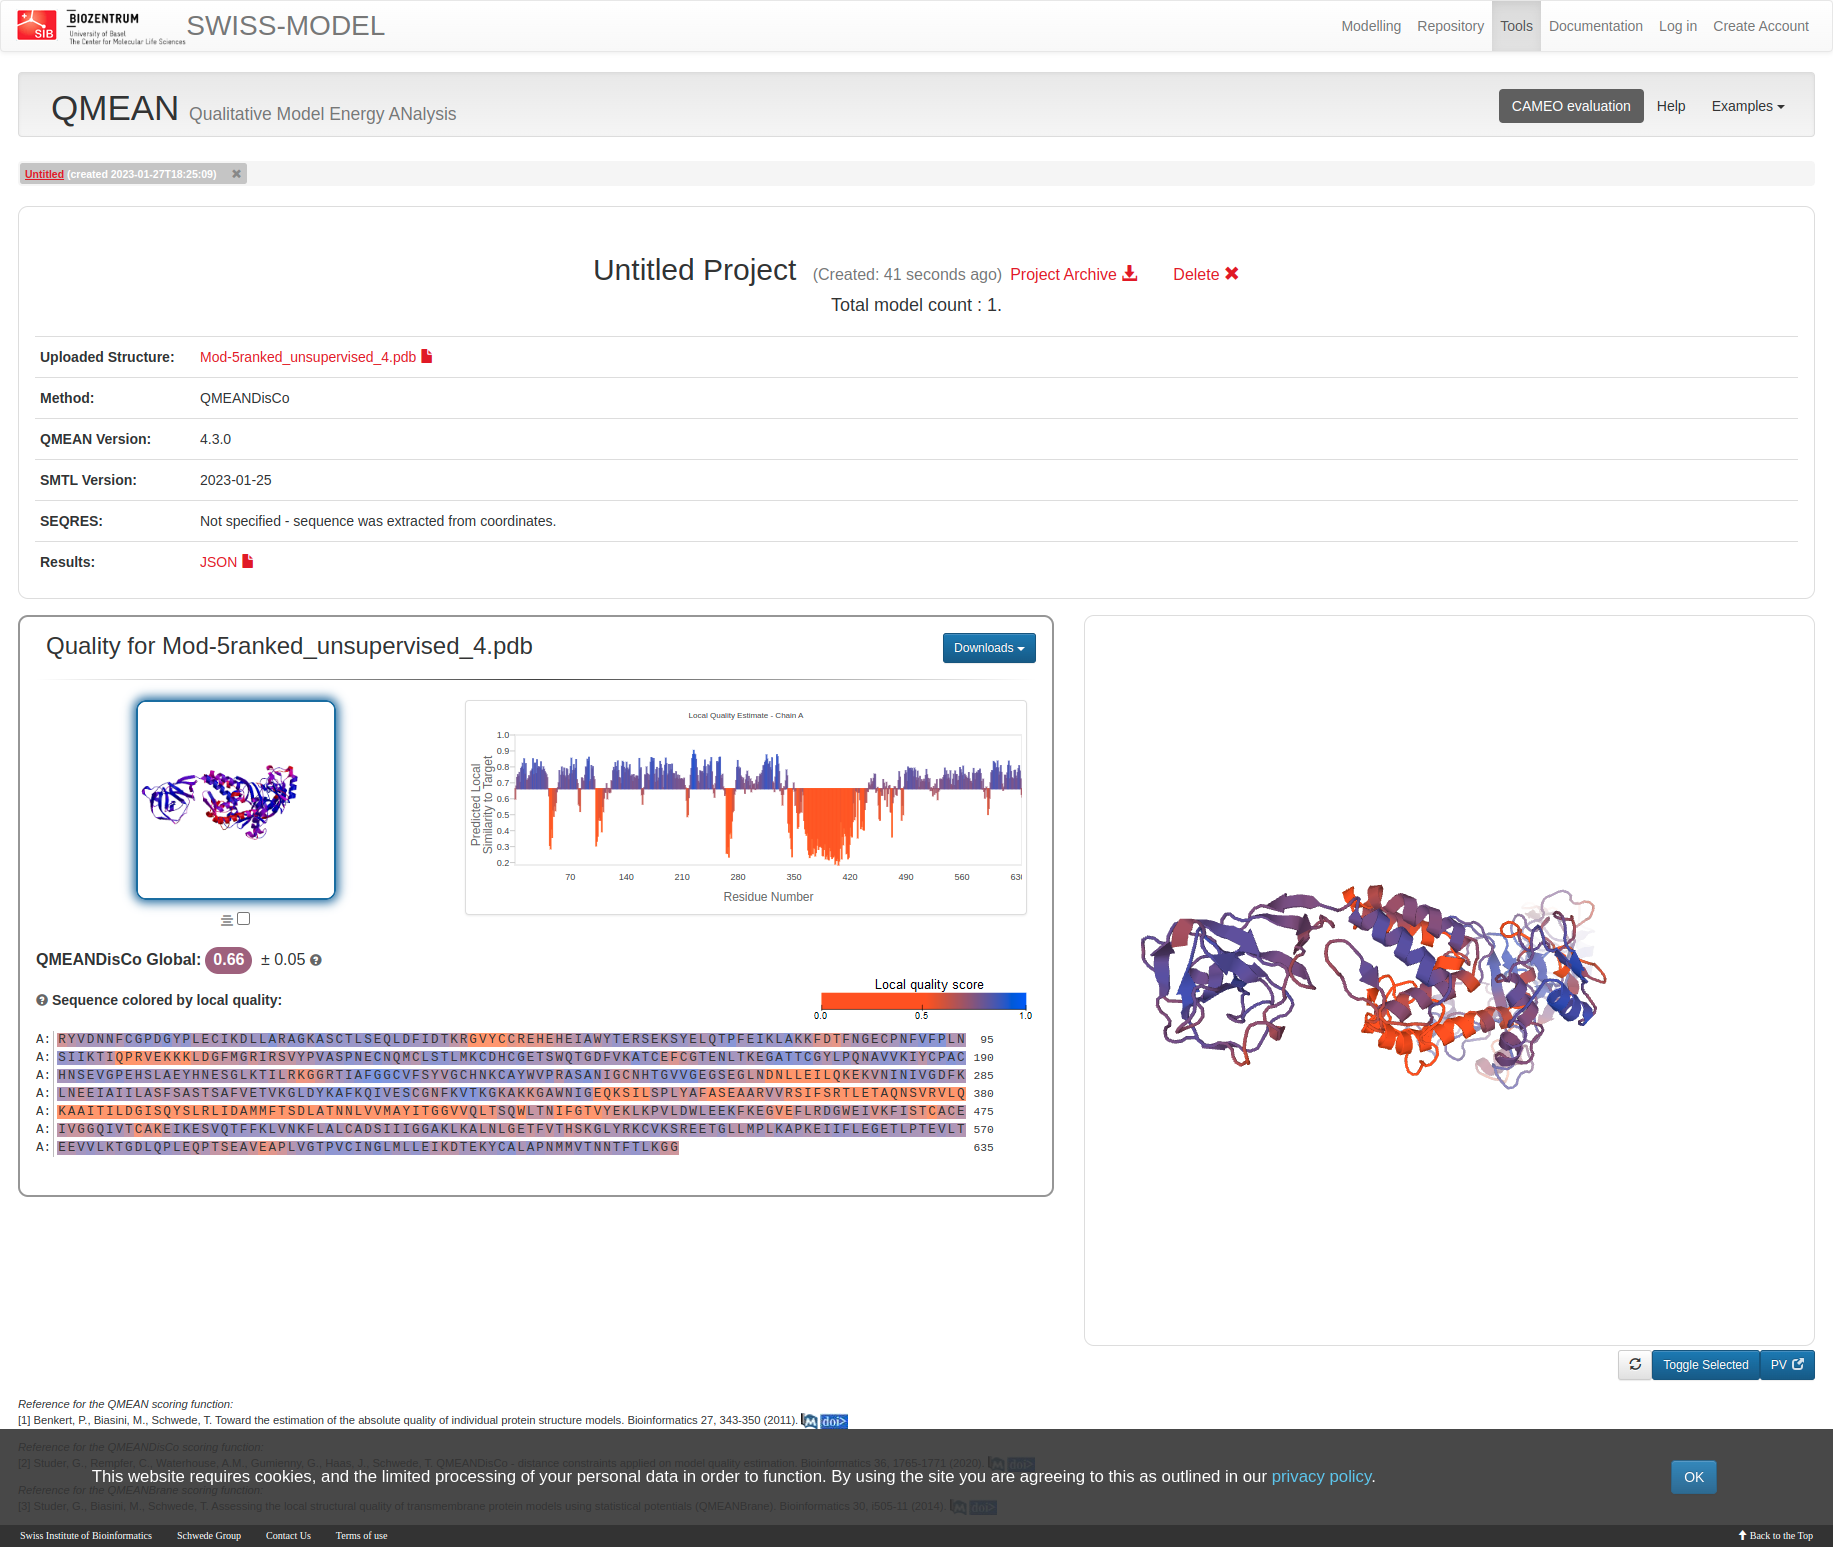 SIB BIOZENTRUM
University of Basel
The Center for Molecular Life Sciences
SWISS-MODEL
Modelling Repository Tools Documentation Log in Create Account
QMEAN Qualitative Model Energy ANalysis
CAMEO evaluation Help Examples
Untitled (created 2023-01-27T18:25:09)
Untitled Project (Created: 41 seconds ago) Project Archive Delete
Total model count : 1.
Uploaded Structure: Mod-5ranked_unsupervised_4.pdb
Method: QMEANDisCo
QMEAN Version: 4.3.0
SMTL Version: 2023-01-25
SEQRES: Not specified - sequence was extracted from coordinates.
Results: JSON
Quality for Mod-5ranked_unsupervised_4.pdb
Downloads
Local Quality Estimate - Chain A
1.0
0.9
0.8
0.7
0.6
0.5
0.4
0.3
0.2
Predicted Local
Similarity to Target
70 140 210 280 350 420 490 560
Residue Number
QMEANDisCo Global: 0.66 ± 0.05
Sequence colored by local quality:
Local quality score
0.0 0.5 1.0
A: RYVDNNFCGPDGYPLECIKDLLARAGKASCTLSEQLDFIDTKRGVYCCREHEHEIAWYTERSEKSYELQTPFEIKLAKKFDTFNGECPNFVFPLN 95
A: SIIKTIQPRVEKKKLDGFMGRIRSVYPVASPNECNQMCLSTLMKCDHCGETSWQTGDFVKATCEFCGTENLTKEGATTCGYLPQNAVVKIYCPAC 190
A: HNSEVGPEHSLAEYHNESGLKTILRKGGRTIAFGGCVFSYVGCHNKCAYWVPRASANIGCNHTGVVGEGSEGLNDNLLEILQKEKVNINIVGDFK 285
A: LNEEIAIILASFSASTSAFVETVKGLDYKAFKQIVESCGNFKVTKGKAKKGAWNIGEQKSILSPLYAFASEAARVVRSIFSRTLETAQNSVRVLQ 380
A: KAAITILDGISQYSLRLIDAMMFTSDLATNNLVVMAYITGGVVQLTSQWLTNIFGTVYEKLKPVLDWLEEKFKEGVEFLRDGWEIVKFISTCACE 475
A: IVGGQIVTCAKEIKESVQTFFKLVNKFLALCADSIIIGGAKLKALNLGETFVTHSKGLYRKCVKSREETGLLMPLKAPKEIIFLEGETLPTEVLT 570
A: EEVVLKTGDLQPLEQPTSEAVEAPLVGTPVCINGLMLLEIKDTEKYCALAPNMMVTNNTFTLKGG 635
Toggle Selected PV
Reference for the QMEAN scoring function:
[1] Benkert, P., Biasini, M., Schwede, T. Toward the estimation of the absolute quality of individual protein structure models. Bioinformatics 27, 343-350 (2011). doi>
Reference for the QMEANDisCo scoring function:
[2] Studer, G., Rempfer, C., Waterhouse, A.M., Gumienny, G., Haas, J., Schwede, T. QMEANDisCo - distance constraints applied on model quality estimation. Bioinformatics 36, 1765-1771 (2020). doi>
This website requires cookies, and the limited processing of your personal data in order to function. By using the site you are agreeing to this as outlined in our privacy policy. OK
Reference for the QMEANBrane scoring function:
[3] Studer, G., Biasini, M., Schwede, T. Assessing the local structural quality of transmembrane protein models using statistical potentials (QMEANBrane). Bioinformatics 30, i505-11 (2014). doi>
Swiss Institute of Bioinformatics Schwede Group Contact Us Terms of use Back to the Top